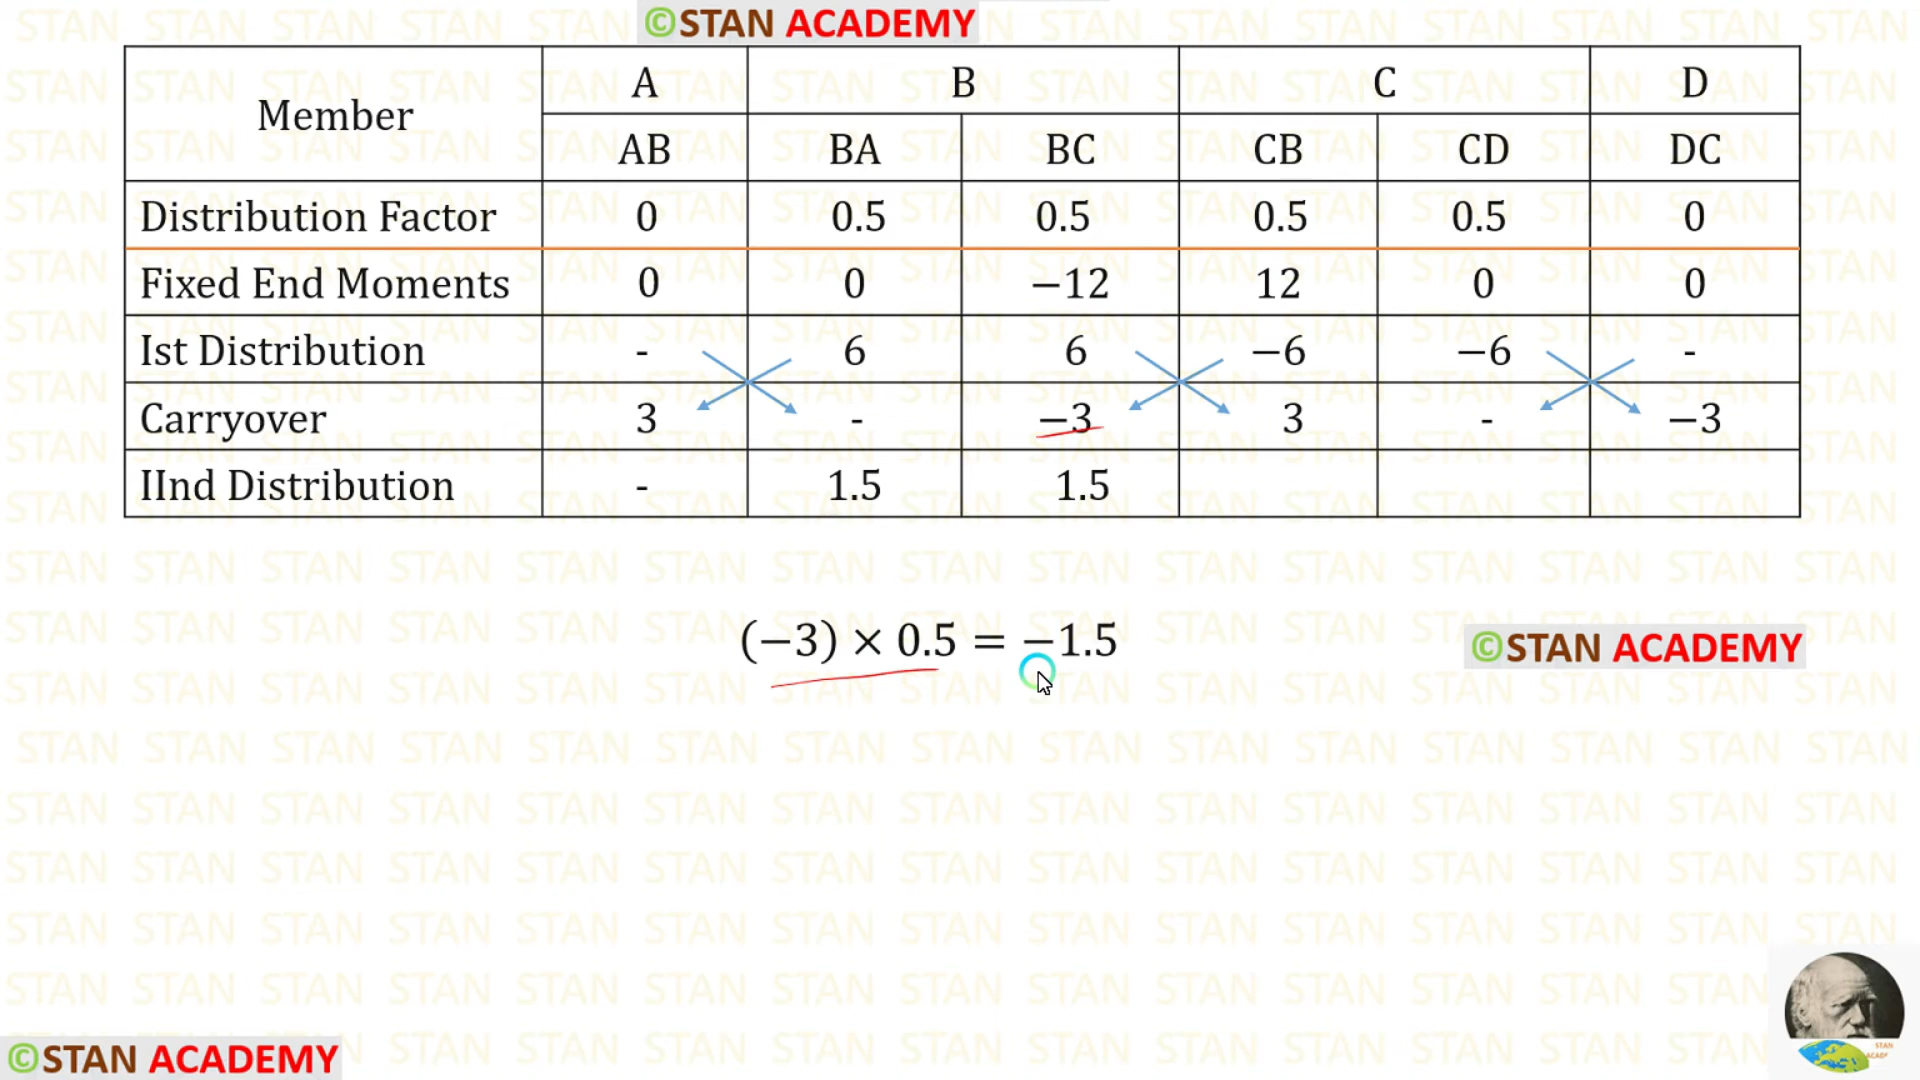 ©STAN ACADEMY
Member A B C D
AB BA BC CB CD DC
Distribution Factor 0 0.5 0.5 0.5 0.5 0
Fixed End Moments 0 0 −12 12 0 0
Ist Distribution - 6 6 −6 −6 -
Carryover 3 - −3 3 - −3
IInd Distribution - 1.5 1.5
(−3) × 0.5 = −1.5
©STAN ACADEMY
©STAN ACADEMY
STAN